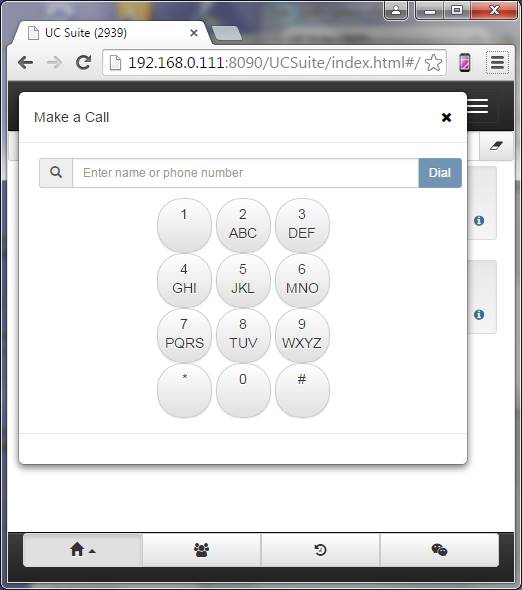 UC Suite (2939)
192.168.0.111:8090/UCSuite/index.html#/
Make a Call
Enter name or phone number
Dial
1 2 3
ABC DEF
4 5 6
GHI JKL MNO
7 8 9
PQRS TUV WXYZ
* 0 #